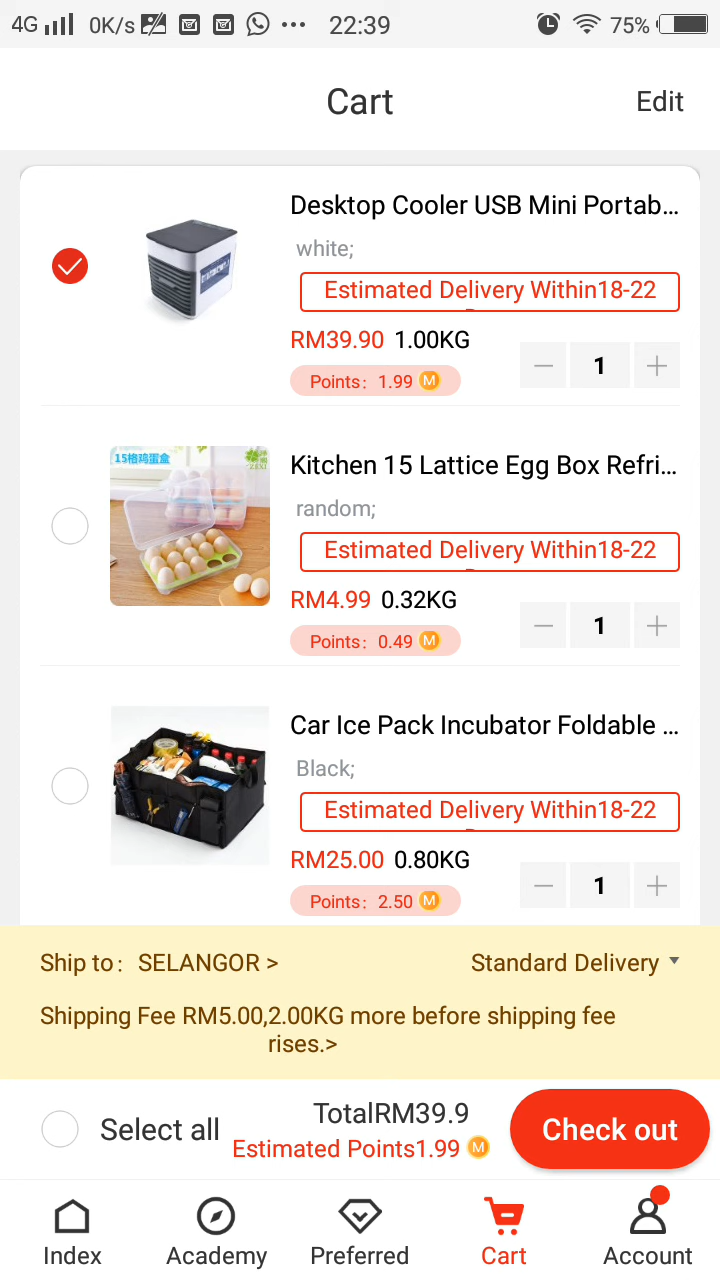 4G 0K/s 22:39 75%
Cart
Edit
Desktop Cooler USB Mini Portab...
white;
Estimated Delivery Within18-22
RM39.90 1.00KG
1
Points: 1.99 M
15格鸡蛋盒
Kitchen 15 Lattice Egg Box Refri...
random;
Estimated Delivery Within18-22
RM4.99 0.32KG
1
Points: 0.49 M
Car Ice Pack Incubator Foldable ...
Black;
Estimated Delivery Within18-22
RM25.00 0.80KG
1
Points: 2.50 M
Ship to: SELANGOR >
Standard Delivery
Shipping Fee RM5.00,2.00KG more before shipping fee
rises.>
Select all
TotalRM39.9
Estimated Points1.99 M
Check out
Index
Academy
Preferred
Cart
Account